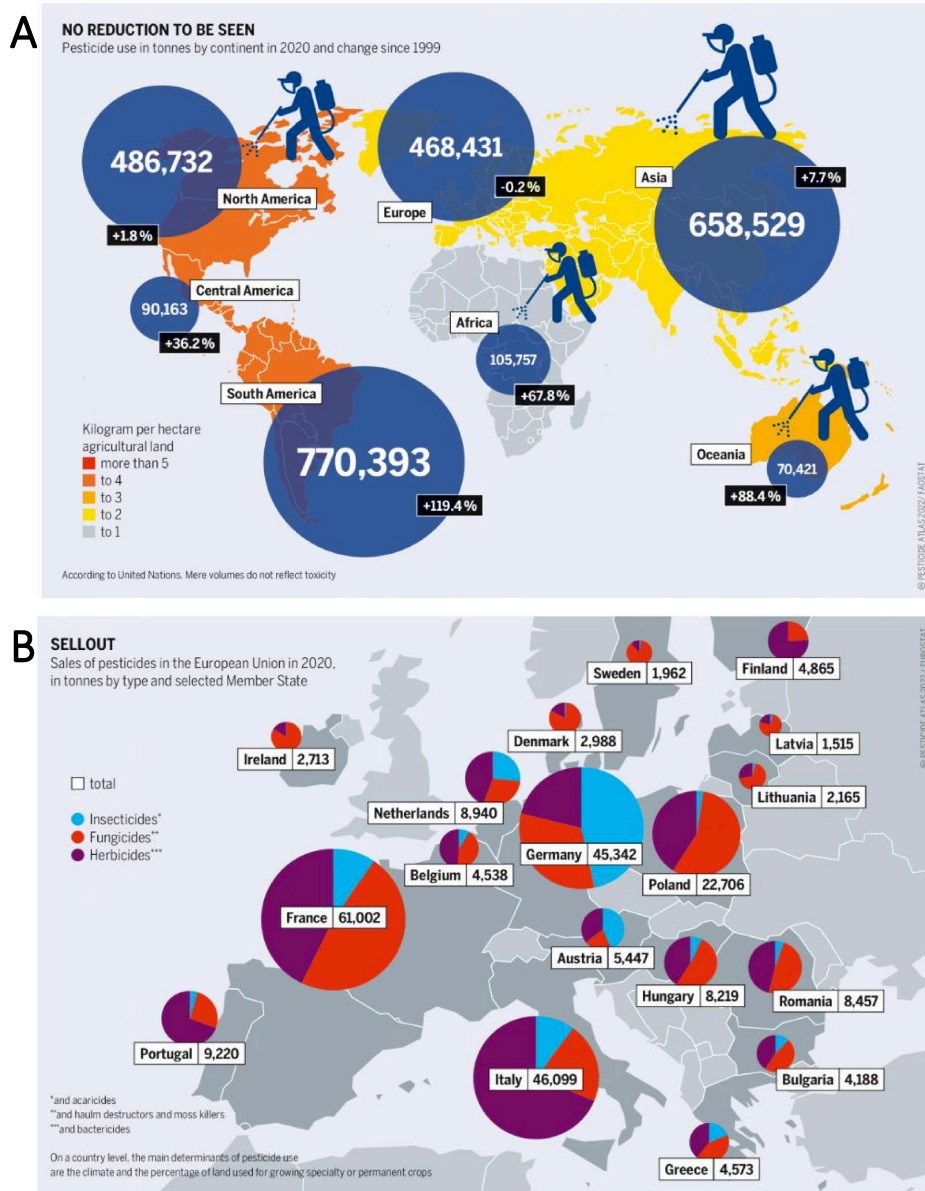 A
NO REDUCTION TO BE SEEN
Pesticide use in tonnes by continent in 2020 and change since 1999
486,732
North America
+1.8 %
468,431
-0.2 %
Europe
Asia
+7.7 %
658,529
Central America
90,163
+36.2 %
Africa
105,757
+67.8 %
South America
770,393
+119.4 %
Oceania
70,421
+88.4 %
Kilogram per hectare
agricultural land
more than 5
to 4
to 3
to 2
to 1
According to United Nations. Mere volumes do not reflect toxicity
© PESTICIDE ATLAS 2022/ FAOSTAT
B
SELLOUT
Sales of pesticides in the European Union in 2020,
in tonnes by type and selected Member State
Sweden 1,962
Finland 4,865
Ireland 2,713
Denmark 2,988
Latvia 1,515
total
Insecticides*
Fungicides**
Herbicides***
Netherlands 8,940
Lithuania 2,165
Belgium 4,538
Germany 45,342
Poland 22,706
France 61,002
Austria 5,447
Hungary 8,219
Romania 8,457
Portugal 9,220
Italy 46,099
Bulgaria 4,188
Greece 4,573
*and acaricides
**and haulm destructors and moss killers
***and bactericides
On a country level, the main determinants of pesticide use
are the climate and the percentage of land used for growing specialty or permanent crops
© PESTICIDE ATLAS 2022 / EUROSTAT